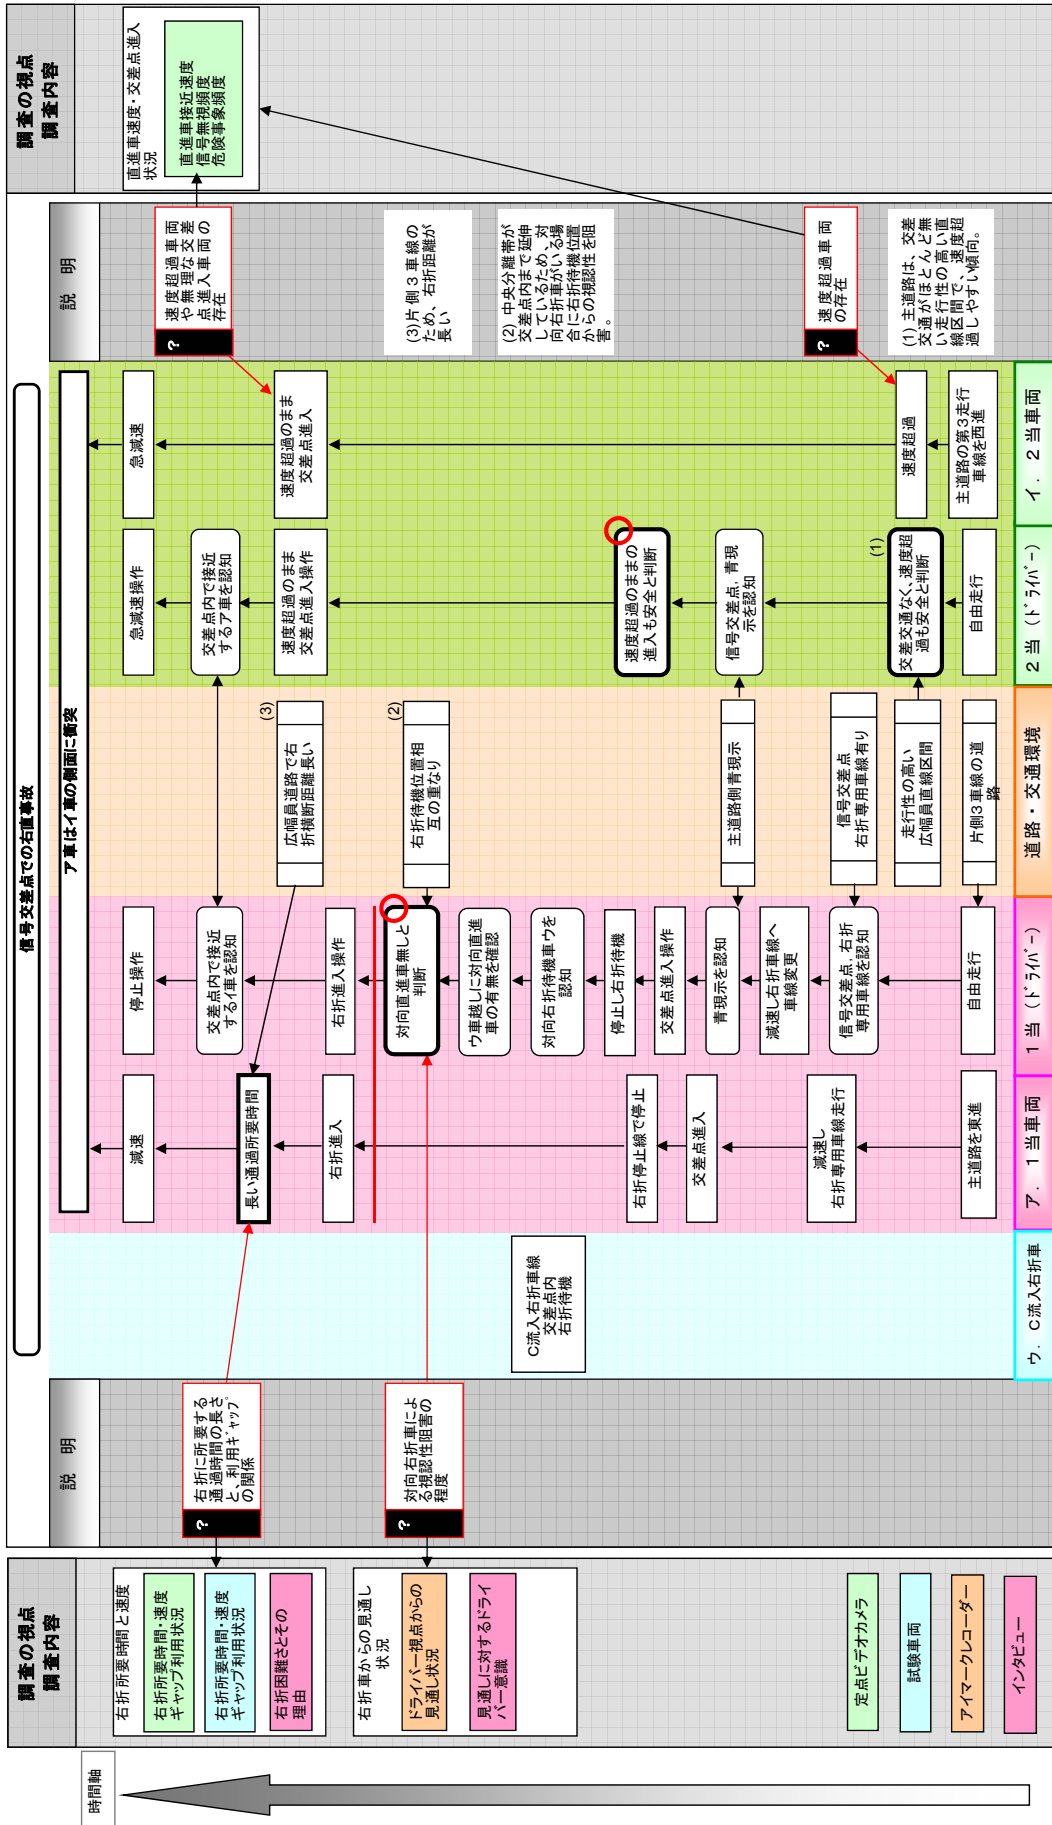 時間軸
調査の視点
調査内容
右折所要時間と速度
右折所要時間・速度
ギャップ利用状況
右折所要時間・速度
ギャップ利用状況
右折困難さとその
理由
右折車からの見通し
状況
ドライバー視点からの
見通し状況
見通しに対するドライ
バー意識
定点ビデオカメラ
試験車両
アイマークレコーダー
インタビュー
信号交差点での右直事故
説 明
?
右折に所要する
通過時間の長さ
と、利用ギャップ
の関係
?
対向右折車によ
る視認性阻害の
程度
ア車はイ車の側面に衝突
C流入右折車線
交差点内
右折待機
ウ. C流入右折車
減速
長い通過所要時間
右折進入
右折停止線で停止
交差点進入
減速し
右折専用車線走行
主道路を東進
ア. 1当車両
停止操作
交差点内で接近
するイ車を認知
右折進入操作
対向直進車無しと
判断
ウ車越しに対向直進
車の有無を確認
対向右折待機車ウを
認知
停止し右折待機
交差点進入操作
青現示を認知
減速し右折車線へ
車線変更
信号交差点,右折
専用車線を認知
自由走行
1当(ドライバー)
(3)
広幅員道路で右
折横断距離長い
(2)
右折待機位置相
互の重なり
主道路側青現示
信号交差点
右折専用車線有り
走行性の高い
広幅員直線区間
片側3車線の道
路
道路・交通環境
急減速操作
交差点内で接近
するア車を認知
速度超過のまま
交差点進入操作
速度超過のままの
進入も安全と判断
信号交差点,青現
示を認知
(1)
交差交通なく、速度超
過も安全と判断
自由走行
2当(ドライバー)
急減速
速度超過のまま
交差点進入
速度超過
主道路の第3走行
車線を西進
イ. 2当車両
説 明
?
速度超過車両
や無理な交差
点進入車両の
存在
(3)片側3車線の
ため、右折距離が
長い
(2) 中央分離帯が
交差点内まで延伸
しているため、対
向右折車がいる場
合に右折待機位置
からの視認性を阻
害。
?
速度超過車両
の存在
(1) 主道路は、交差
交通がほとんど無
い走行性の高い直
線区間で、速度超
過しやすい傾向。
調査の視点
調査内容
直進車速度・交差点進入
状況
直進車接近速度
信号無視頻度
危険事象頻度